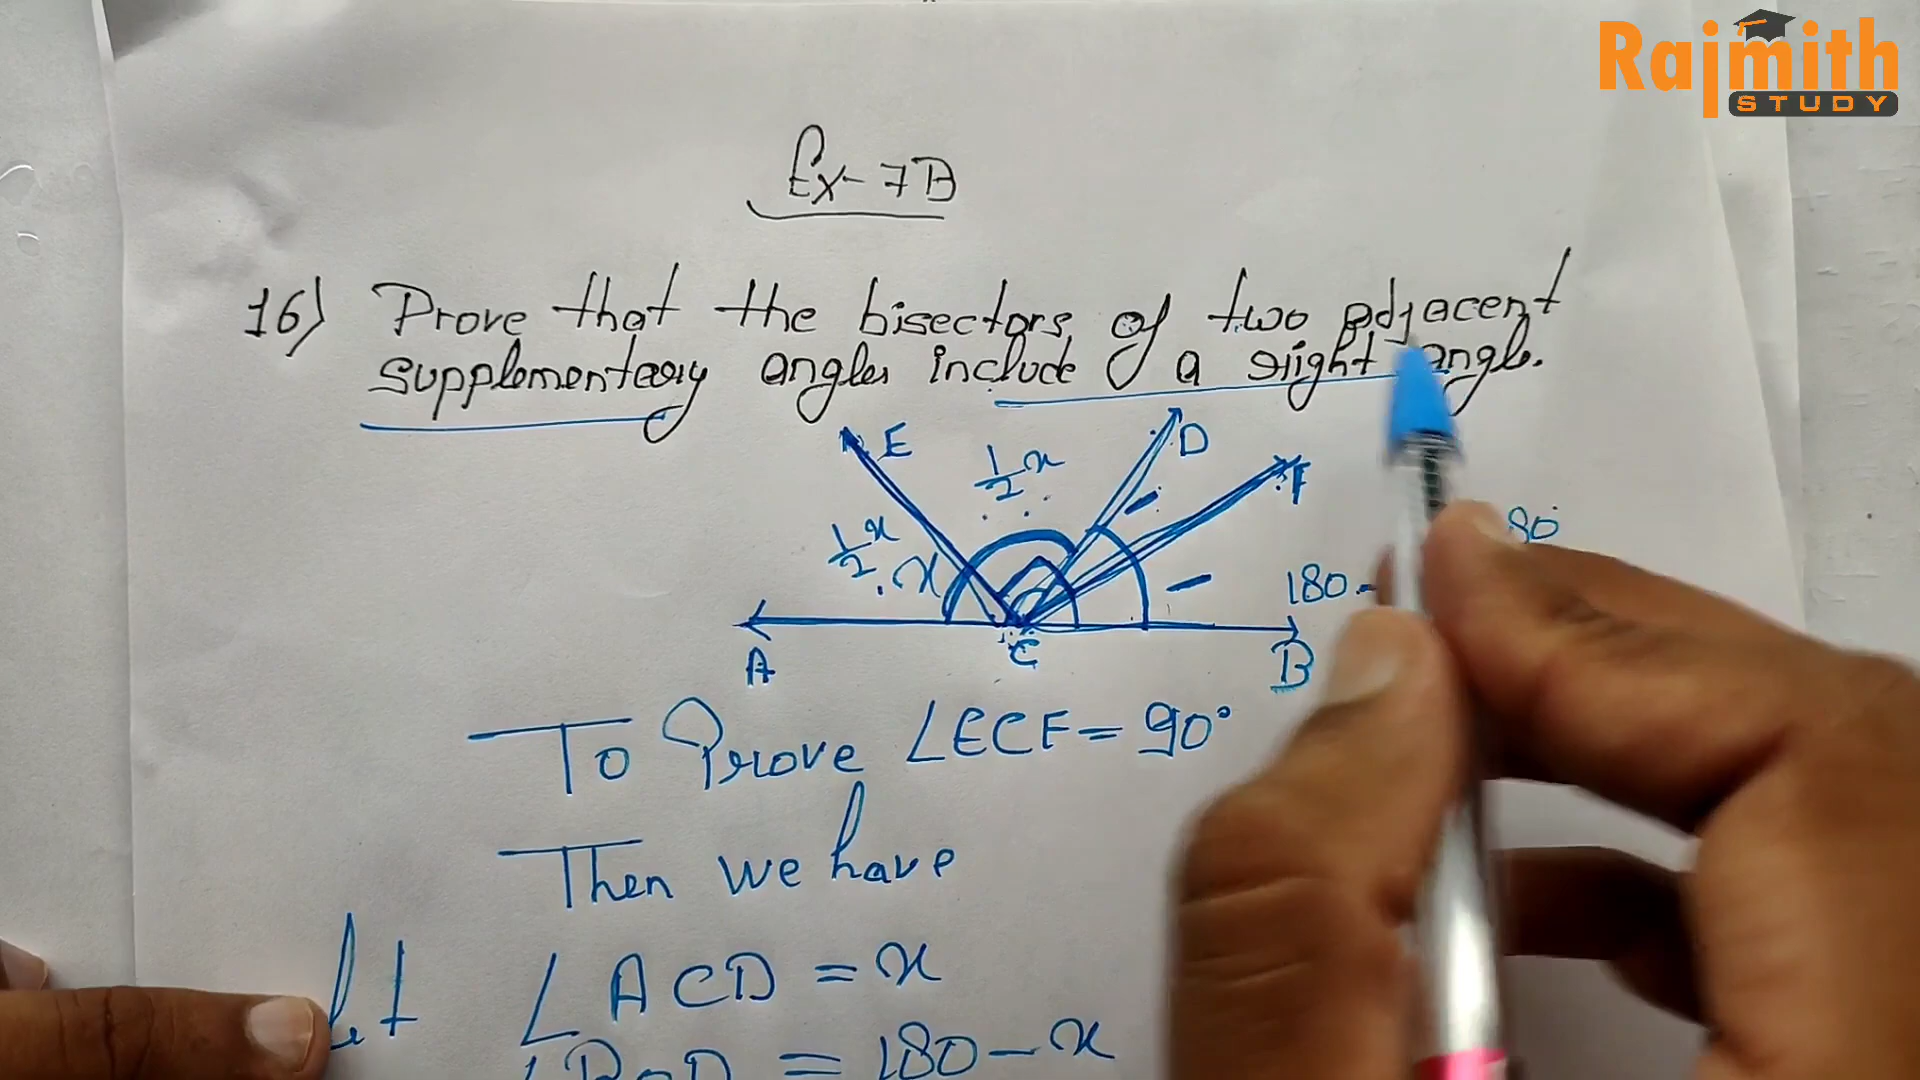 Rajmith
STUDY
Ex-7B
16) Prove that the bisectors of two adjacent
supplementary angles include a right angle.
E
1/2 x
D
F
1/2 x
x
80
180-
A
C
B
To Prove ∠ECF = 90°
Then we have
let ∠ACD = x
= 180 - x